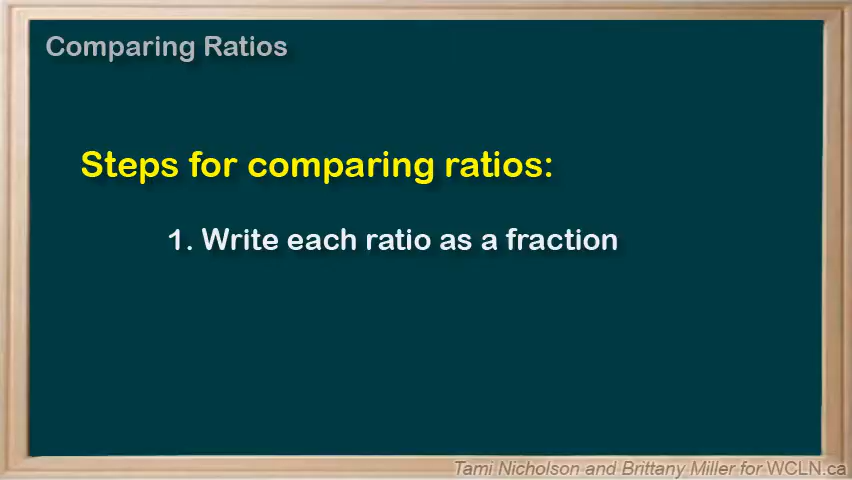 Comparing Ratios
Steps for comparing ratios:
1. Write each ratio as a fraction
Tami Nicholson and Brittany Miller for WCLN.ca